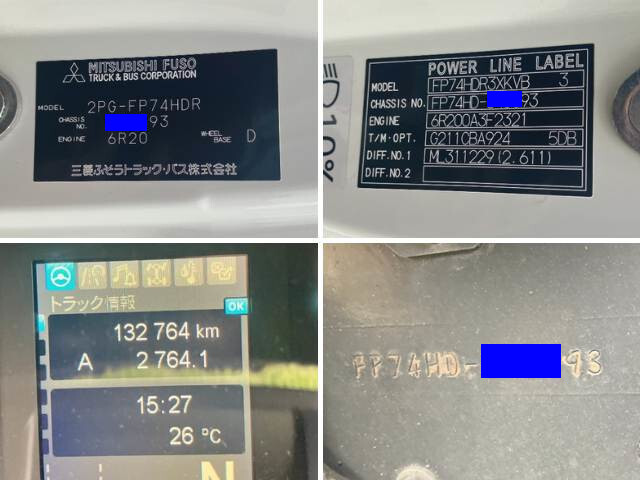 MITSUBISHI FUSO
TRUCK & BUS CORPORATION
MODEL 2PG-FP74HDR
CHASSIS NO. 93
ENGINE 6R20 WHEEL BASE D
三菱ふそうトラック・バス株式会社
POWER LINE LABEL
MODEL FP74HDR3XKVB 3
CHASSIS NO. FP74HD- 93
ENGINE 6R200A3F2321
T/M・OPT. G211OBA924 5DB
DIFF.NO.1 ML311229(2.611)
DIFF.NO.2
10%
トラック情報
OK
132 764 km
A 2 764.1
15:27
26 °C
N
FP74HD- 93